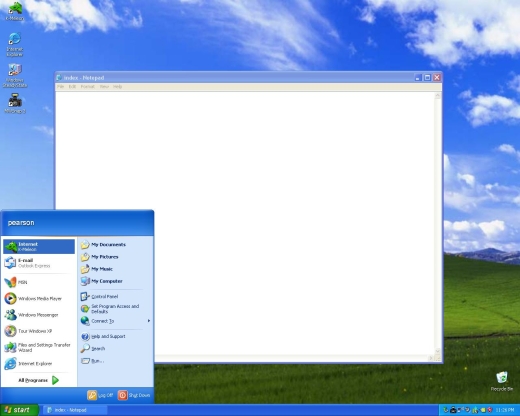 K-Meleon
Internet
Explorer
Index - Notepad
File Edit Format View Help
pearson
Internet
K-Meleon
E-mail
Outlook Express
MSN
Windows Media Player
Windows Messenger
Tour Windows XP
Files and Settings Transfer
Wizard
Internet Explorer
All Programs
My Documents
My Pictures
My Music
My Computer
Control Panel
Set Program Access and
Defaults
Connect To
Help and Support
Search
Run...
Log Off
Shut Down
Recycle Bin
start
Index - Notepad
11:26 PM